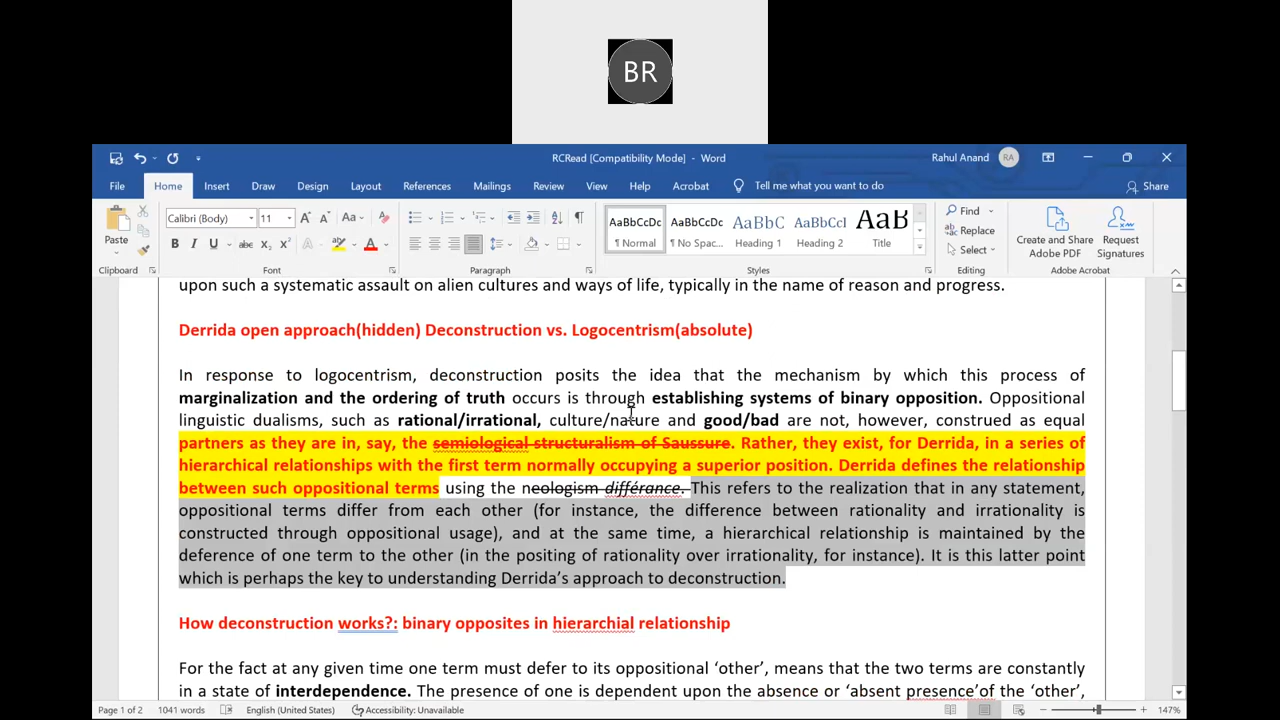 BR
RCRead [Compatibility Mode] - Word
Rahul Anand
RA
File Home Insert Draw Design Layout References Mailings Review View Help Acrobat Tell me what you want to do Share
Paste
Calibri (Body) 11
AaBbCcDc AaBbCcDc AaBbC AaBbCcI AaB
¶ Normal ¶ No Spac... Heading 1 Heading 2 Title
Find
Replace
Select
Create and Share Adobe PDF
Request Signatures
Clipboard Font Paragraph Styles Editing Adobe Acrobat
upon such a systematic assault on alien cultures and ways of life, typically in the name of reason and progress.
Derrida open approach(hidden) Deconstruction vs. Logocentrism(absolute)
In response to logocentrism, deconstruction posits the idea that the mechanism by which this process of
marginalization and the ordering of truth occurs is through establishing systems of binary opposition. Oppositional
linguistic dualisms, such as rational/irrational, culture/nature and good/bad are not, however, construed as equal
partners as they are in, say, the semiological structuralism of Saussure. Rather, they exist, for Derrida, in a series of
hierarchical relationships with the first term normally occupying a superior position. Derrida defines the relationship
between such oppositional terms using the neologism différance. This refers to the realization that in any statement,
oppositional terms differ from each other (for instance, the difference between rationality and irrationality is
constructed through oppositional usage), and at the same time, a hierarchical relationship is maintained by the
deference of one term to the other (in the positing of rationality over irrationality, for instance). It is this latter point
which is perhaps the key to understanding Derrida’s approach to deconstruction.
How deconstruction works?: binary opposites in hierarchial relationship
For the fact at any given time one term must defer to its oppositional ‘other’, means that the two terms are constantly
in a state of interdependence. The presence of one is dependent upon the absence or ‘absent presence’of the ‘other’,
Page 1 of 2 1041 words English (United States) Accessibility: Unavailable 147%